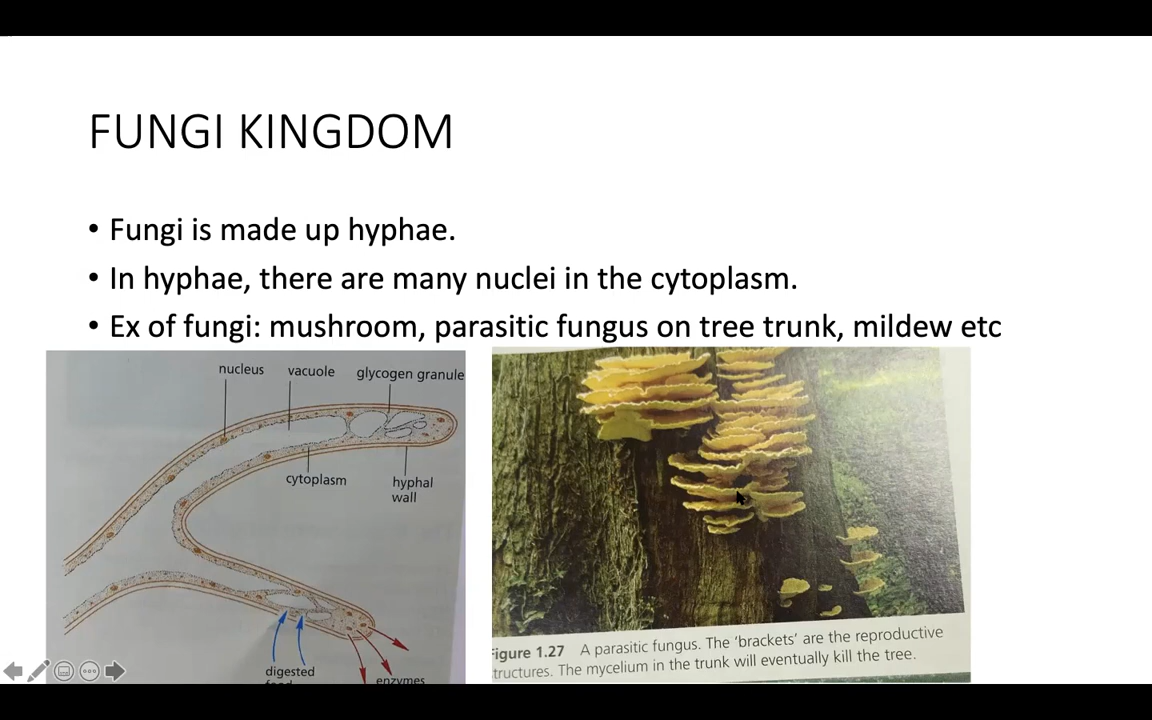 FUNGI KINGDOM
• Fungi is made up hyphae.
• In hyphae, there are many nuclei in the cytoplasm.
• Ex of fungi: mushroom, parasitic fungus on tree trunk, mildew etc
nucleus vacuole glycogen granule
cytoplasm hyphal
wall
digested
food
enzymes
Figure 1.27 A parasitic fungus. The ‘brackets’ are the reproductive
structures. The mycelium in the trunk will eventually kill the tree.